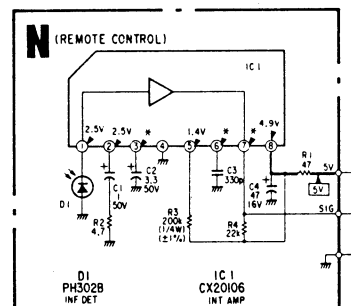 N (REMOTE CONTROL)
IC1
2.5V 2.5V * 1.4V * * 4.9V
1 2 3 4 5 6 7 8
R1
47
5V
5V
C1
1
50V
C2
3.3
50V
C3
330p
C4
47
16V
D1
R2
4.7
R3
200k
(1/4W)
(±1%)
R4
22k
SIG
D1
PH302B
INF DET
IC1
CX20106
INT AMP